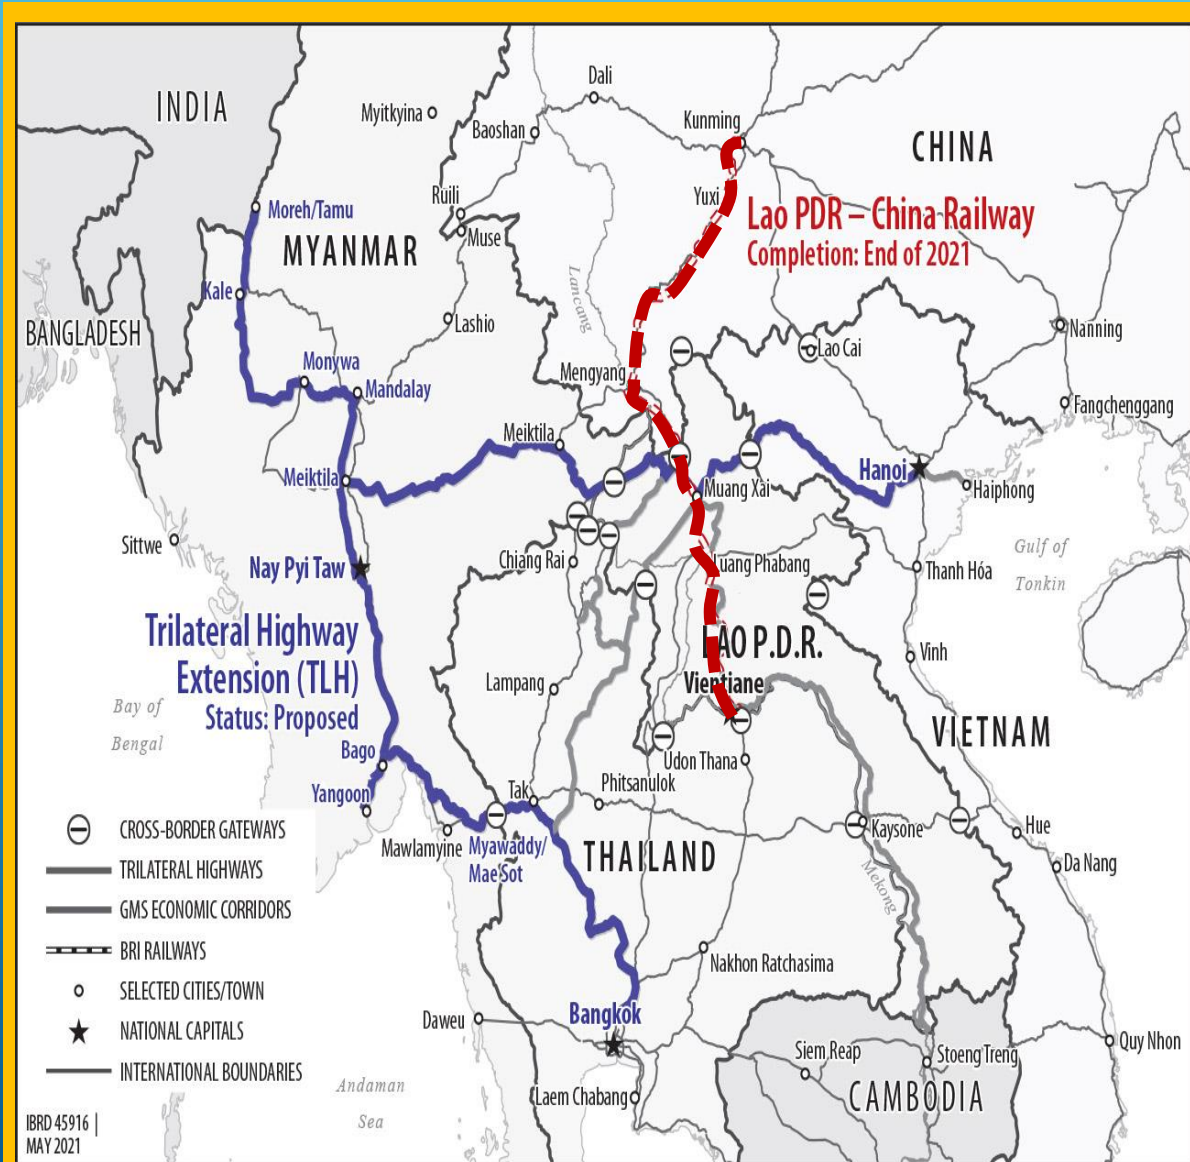 INDIA
Myitkyina
Dali
Baoshan
Kunming
CHINA
Ruili
Muse
Yuxi
Moreh/Tamu
MYANMAR
Lao PDR – China Railway
Completion: End of 2021
Lancang
Kale
BANGLADESH
Lashio
Nanning
Lao Cai
Monywa
Mandalay
Mengyang
Fangchenggang
Meiktila
Meiktila
Hanoi
Haiphong
Muang Xai
Sittwe
Nay Pyi Taw
Chiang Rai
Luang Phabang
Thanh Hóa
Gulf of
Tonkin
Trilateral Highway
Extension (TLH)
Status: Proposed
LAO P.D.R.
Vientiane
Vinh
Lampang
Bay of
Bengal
VIETNAM
Bago
Yangoon
Udon Thana
Tak
Phitsanulok
Mawlamyine
Myawaddy/
Mae Sot
THAILAND
Kaysone
Mekong
Hue
Da Nang
Nakhon Ratchasima
Daweu
Bangkok
Siem Reap
Stoeng Treng
Quy Nhon
CAMBODIA
Laem Chabang
Andaman
Sea
CROSS-BORDER GATEWAYS
TRILATERAL HIGHWAYS
GMS ECONOMIC CORRIDORS
BRI RAILWAYS
SELECTED CITIES/TOWN
NATIONAL CAPITALS
INTERNATIONAL BOUNDARIES
IBRD 45916 |
MAY 2021